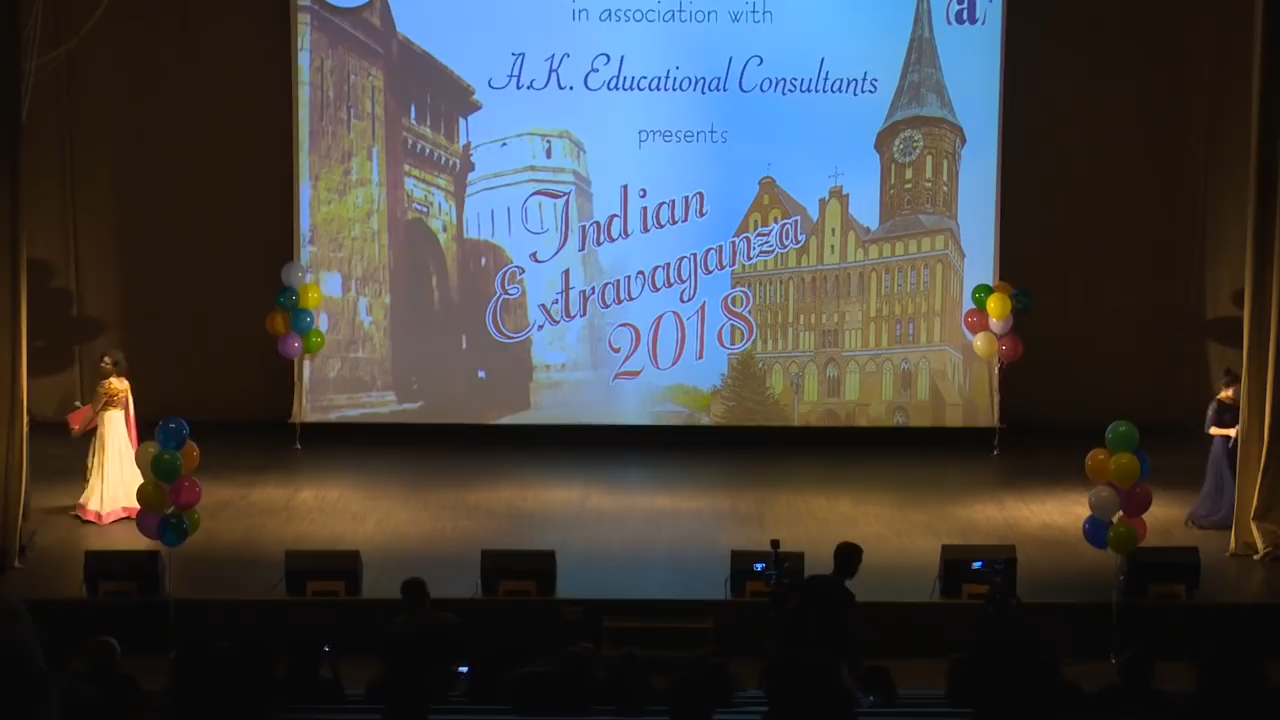 in association with
(a)
A.K. Educational Consultants
presents
Indian
Extravaganza
2018